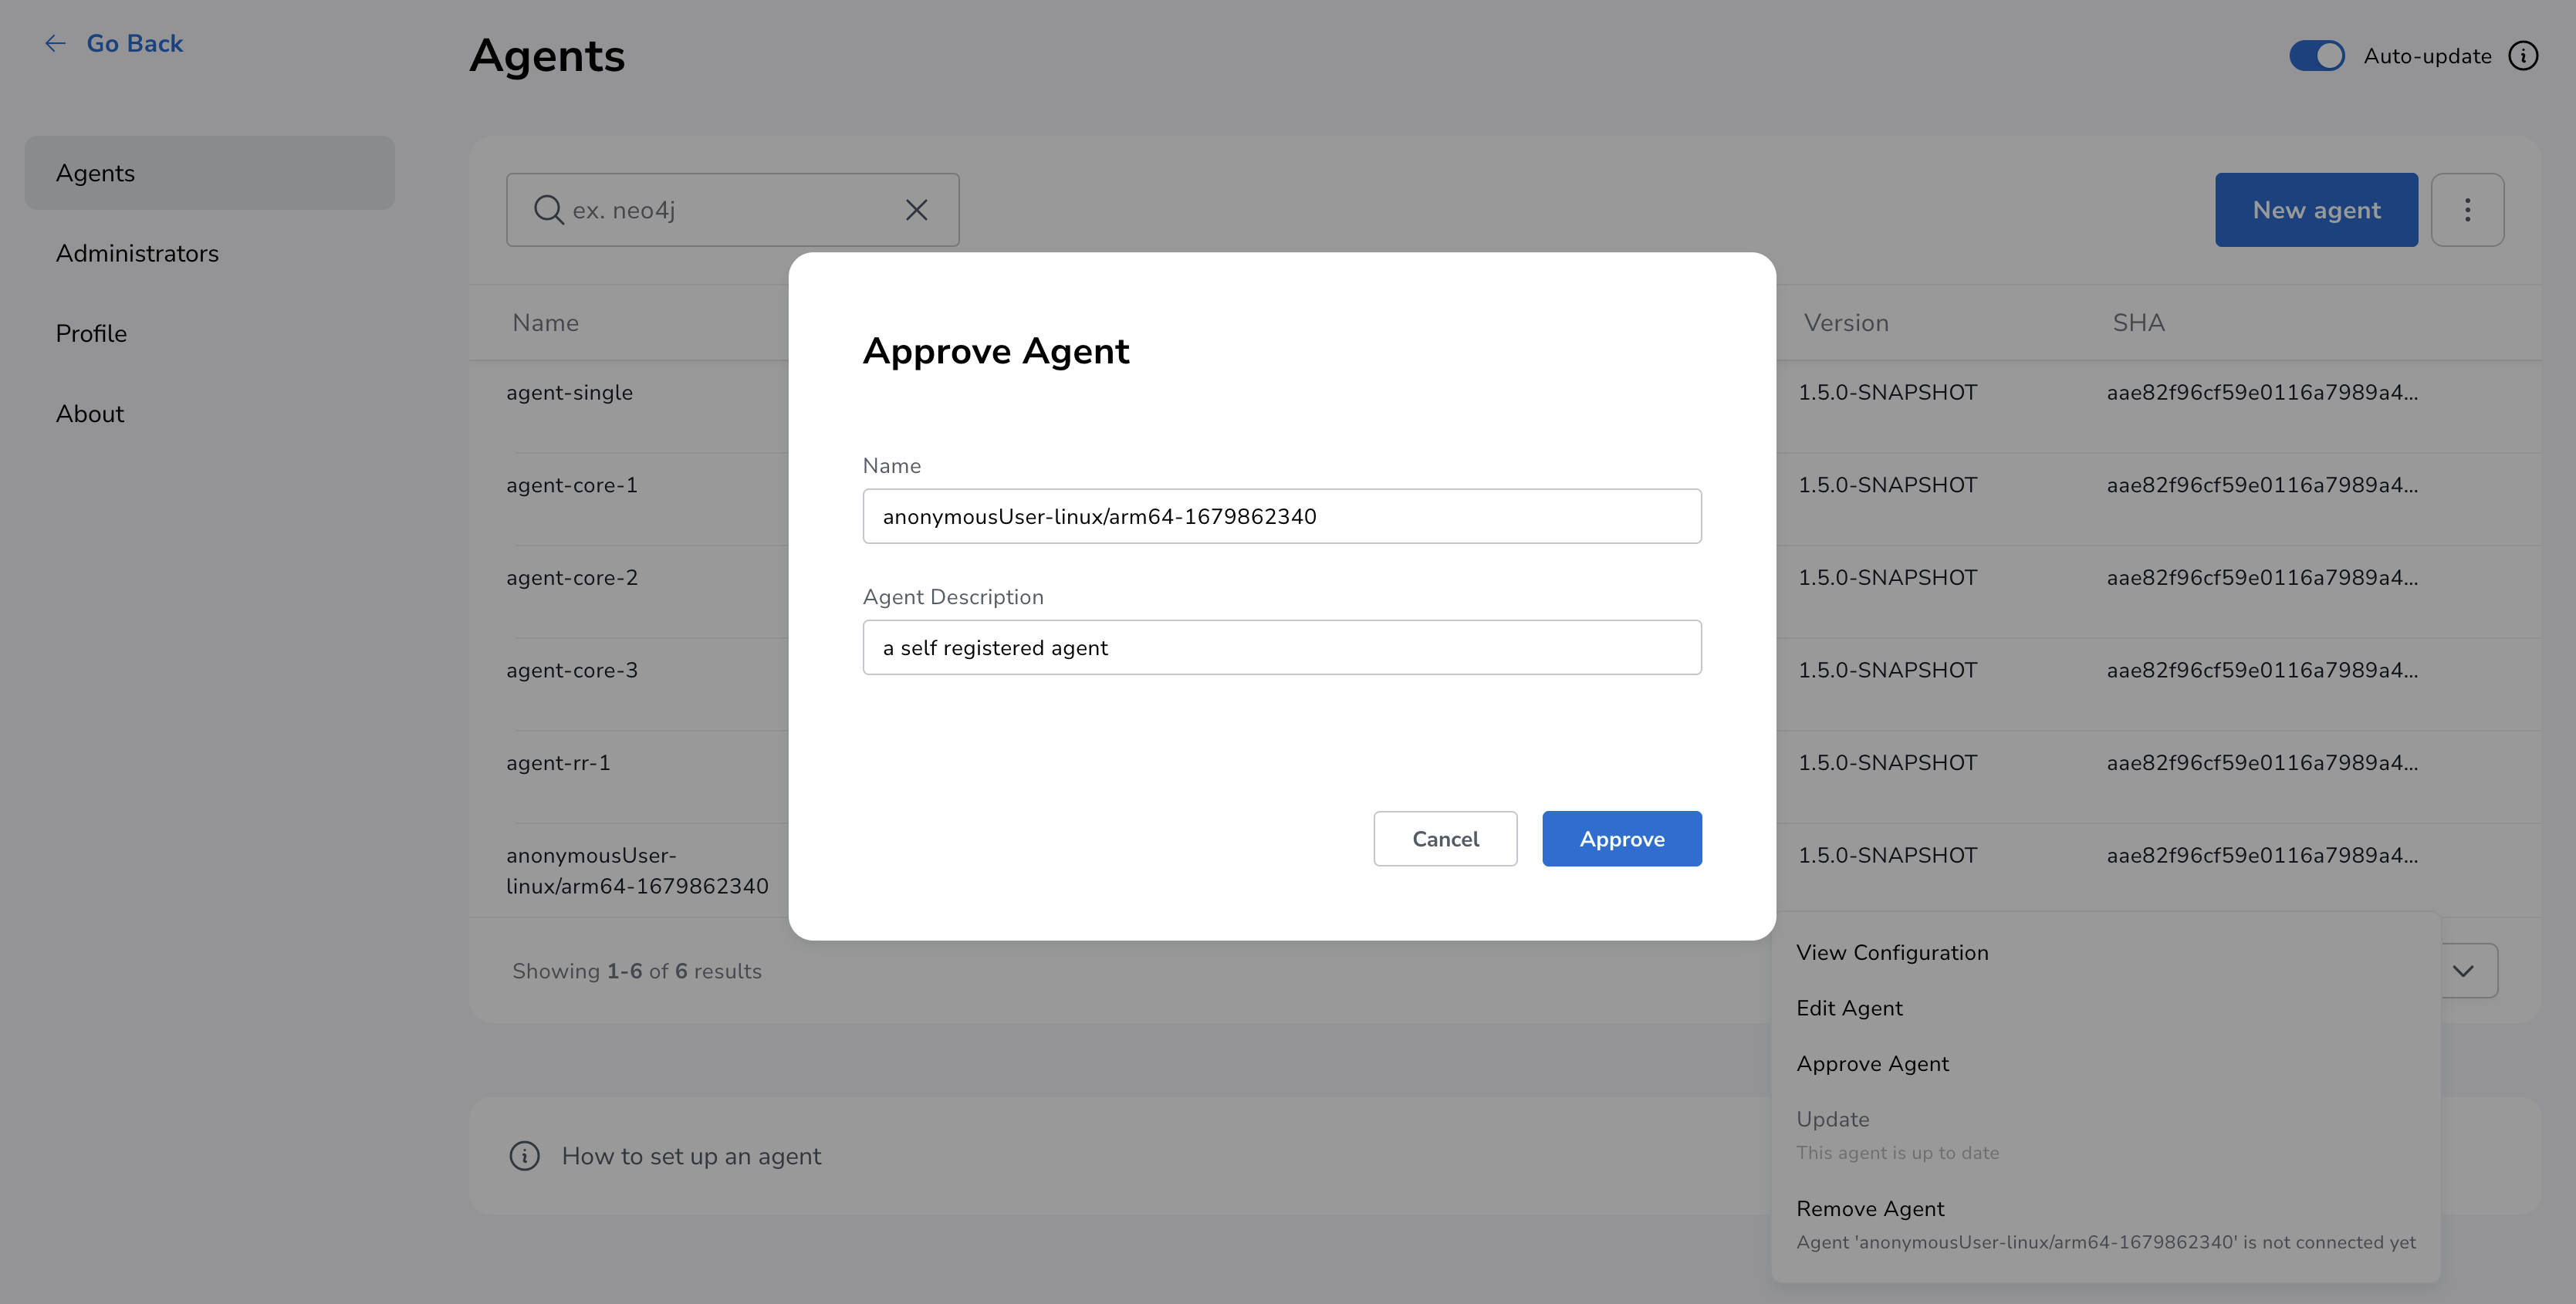 Go Back
Agents
Auto-update
Agents
Administrators
Profile
About
ex. neo4j
New agent
Name
Version
SHA
agent-single
1.5.0-SNAPSHOT
aae82f96cf59e0116a7989a4...
agent-core-1
1.5.0-SNAPSHOT
aae82f96cf59e0116a7989a4...
agent-core-2
1.5.0-SNAPSHOT
aae82f96cf59e0116a7989a4...
agent-core-3
1.5.0-SNAPSHOT
aae82f96cf59e0116a7989a4...
agent-rr-1
1.5.0-SNAPSHOT
aae82f96cf59e0116a7989a4...
anonymousUser-
linux/arm64-1679862340
1.5.0-SNAPSHOT
aae82f96cf59e0116a7989a4...
Showing 1-6 of 6 results
How to set up an agent
Approve Agent
Name
anonymousUser-linux/arm64-1679862340
Agent Description
a self registered agent
Cancel
Approve
View Configuration
Edit Agent
Approve Agent
Update
This agent is up to date
Remove Agent
Agent 'anonymousUser-linux/arm64-1679862340' is not connected yet